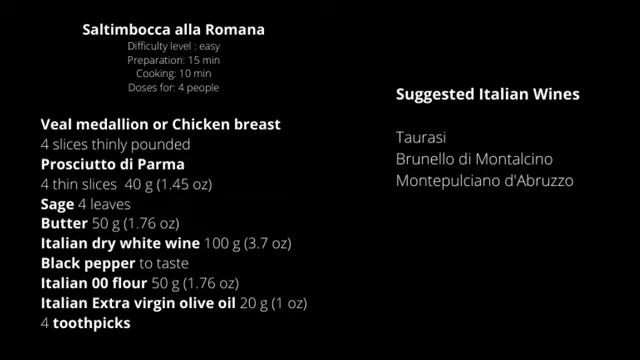 Saltimbocca alla Romana
Difficulty level : easy
Preparation: 15 min
Cooking: 10 min
Doses for: 4 people
Veal medallion or Chicken breast
4 slices thinly pounded
Prosciutto di Parma
4 thin slices 40 g (1.45 oz)
Sage 4 leaves
Butter 50 g (1.76 oz)
Italian dry white wine 100 g (3.7 oz)
Black pepper to taste
Italian 00 flour 50 g (1.76 oz)
Italian Extra virgin olive oil 20 g (1 oz)
4 toothpicks
Suggested Italian Wines
Taurasi
Brunello di Montalcino
Montepulciano d'Abruzzo